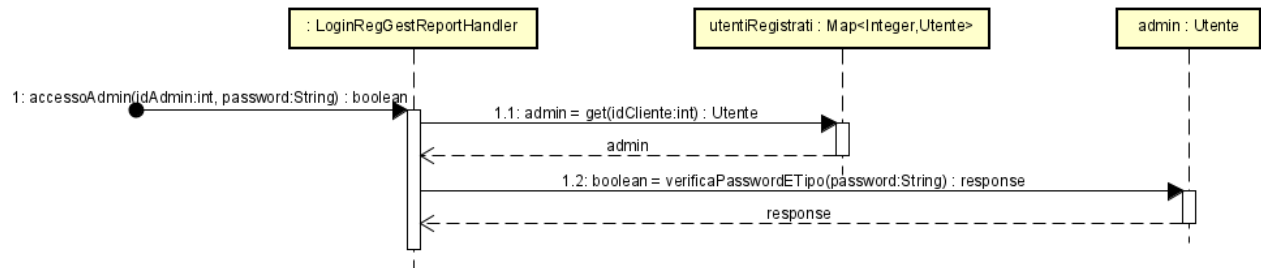 : LoginRegGestReportHandler
utentiRegistrati : Map<Integer,Utente>
admin : Utente
1: accessoAdmin(idAdmin:int, password:String) : boolean
1.1: admin = get(idCliente:int) : Utente
admin
1.2: boolean = verificaPasswordETipo(password:String) : response
response